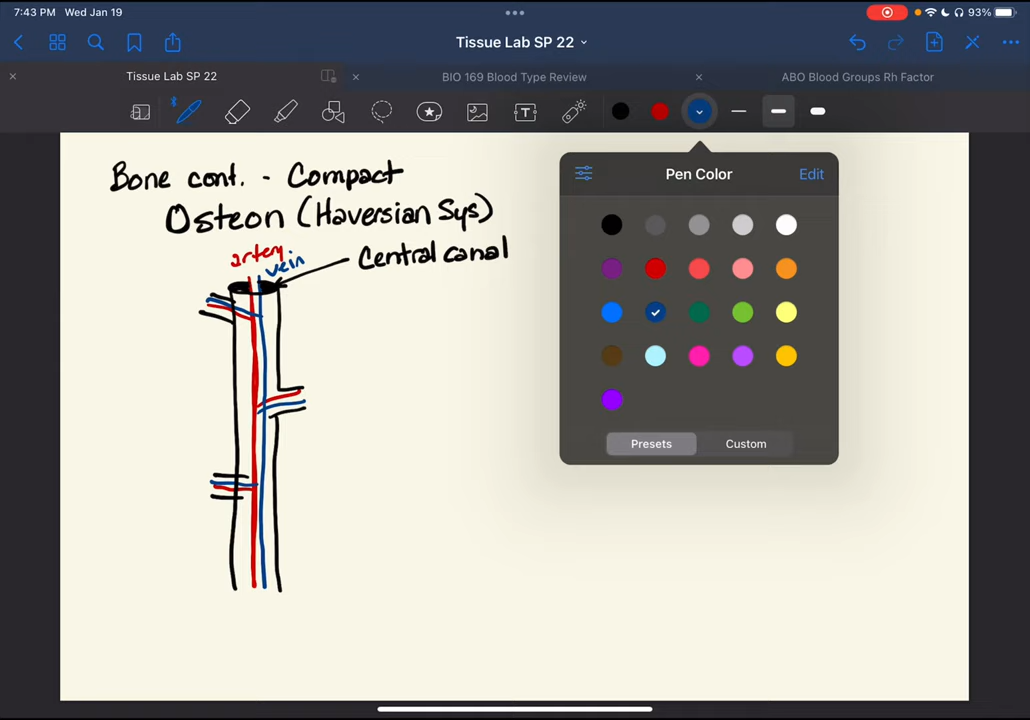 7:43 PM Wed Jan 19
93%
Tissue Lab SP 22
Tissue Lab SP 22
BIO 169 Blood Type Review
ABO Blood Groups Rh Factor
T
Pen Color
Edit
Presets
Custom
Bone cont. - Compact
Osteon (Haversian Sys)
artery
vein
Central canal